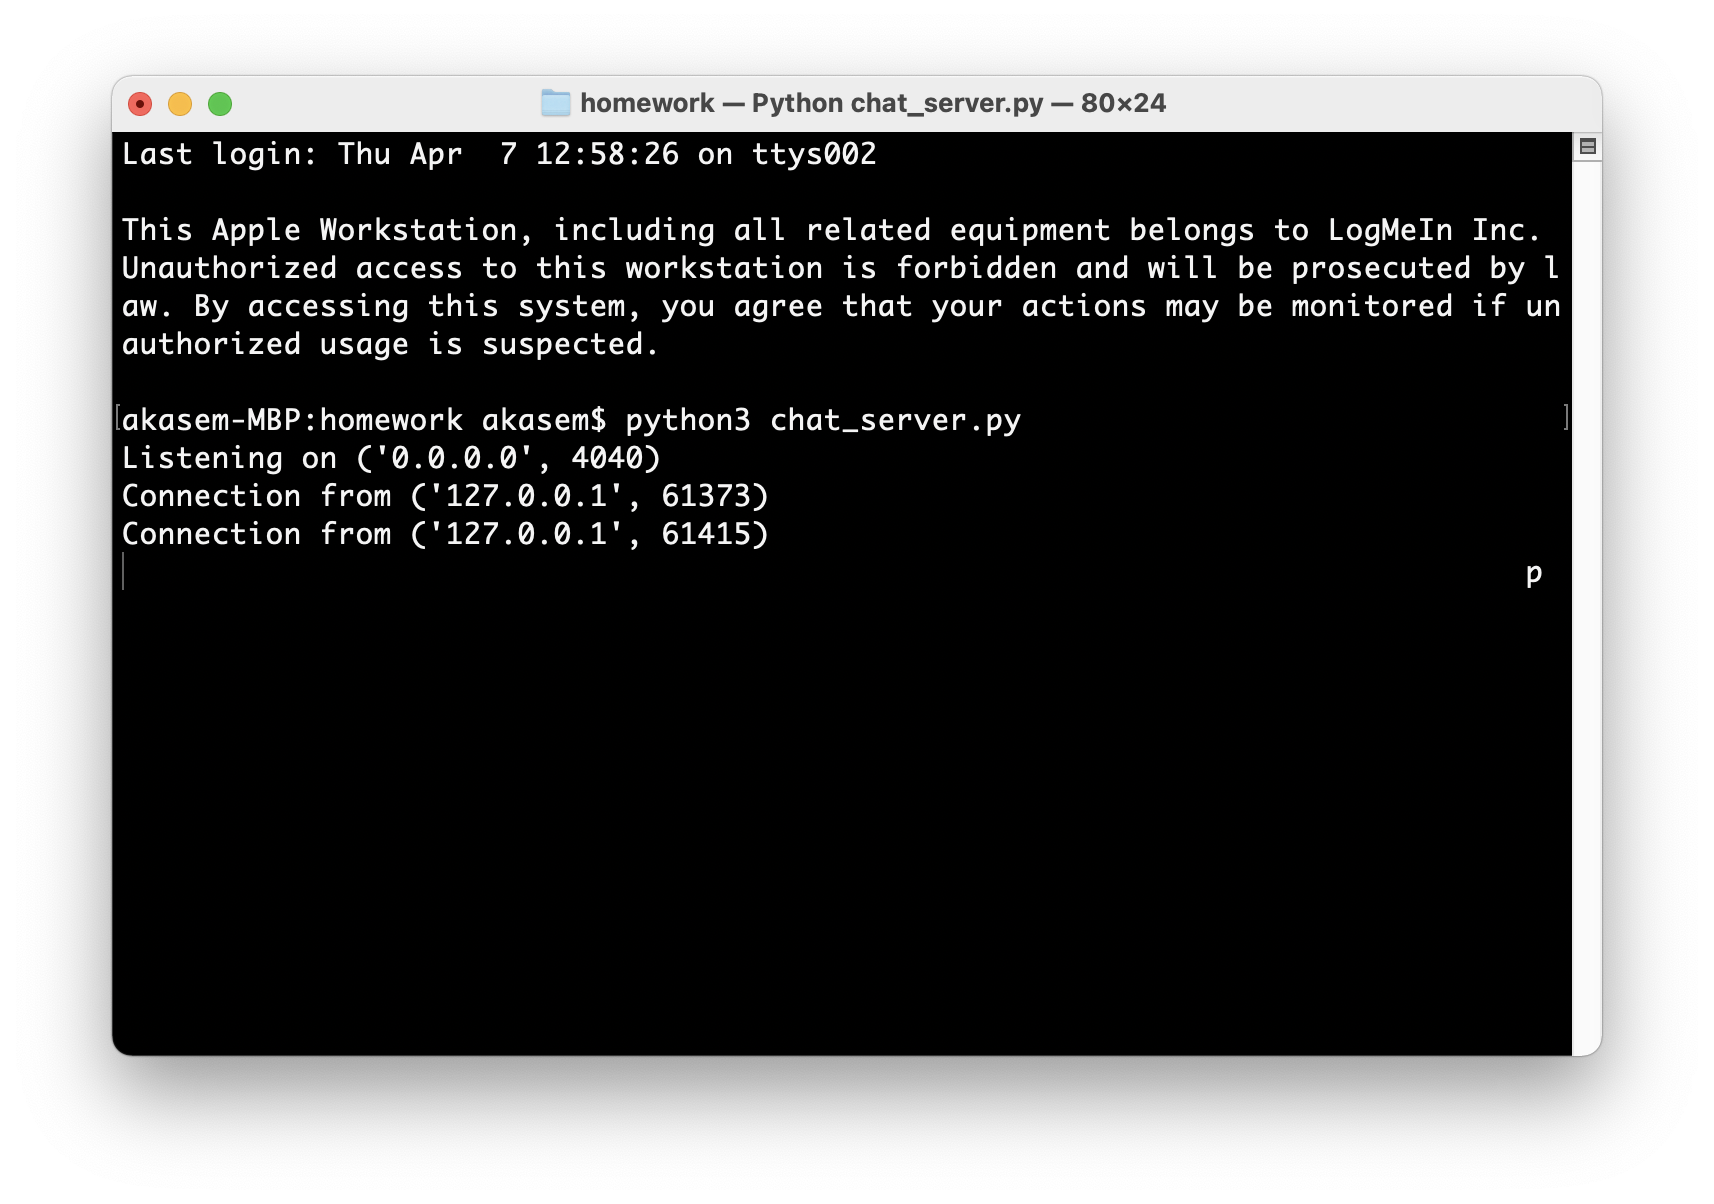 homework — Python chat_server.py — 80×24
Last login: Thu Apr  7 12:58:26 on ttys002
This Apple Workstation, including all related equipment belongs to LogMeIn Inc.
Unauthorized access to this workstation is forbidden and will be prosecuted by l
aw. By accessing this system, you agree that your actions may be monitored if un
authorized usage is suspected.
[akasem-MBP:homework akasem$ python3 chat_server.py ]
Listening on ('0.0.0.0', 4040)
Connection from ('127.0.0.1', 61373)
Connection from ('127.0.0.1', 61415)
p